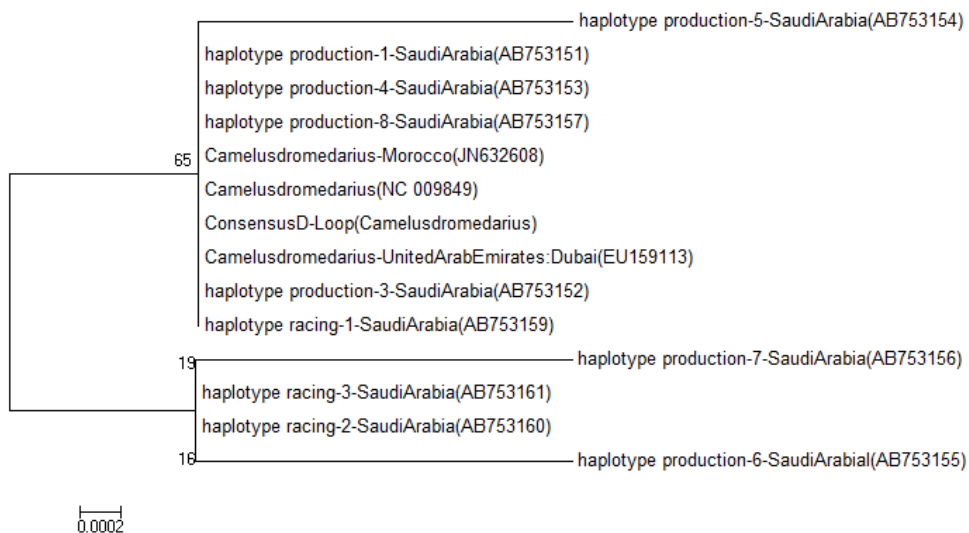 haplotype production-5-SaudiArabia(AB753154)
haplotype production-1-SaudiArabia(AB753151)
haplotype production-4-SaudiArabia(AB753153)
haplotype production-8-SaudiArabia(AB753157)
65
Camelusdromedarius-Morocco(JN632608)
Camelusdromedarius(NC 009849)
ConsensusD-Loop(Camelusdromedarius)
Camelusdromedarius-UnitedArabEmirates:Dubai(EU159113)
haplotype production-3-SaudiArabia(AB753152)
haplotype racing-1-SaudiArabia(AB753159)
19
haplotype production-7-SaudiArabia(AB753156)
haplotype racing-3-SaudiArabia(AB753161)
haplotype racing-2-SaudiArabia(AB753160)
16
haplotype production-6-SaudiArabial(AB753155)
0.0002